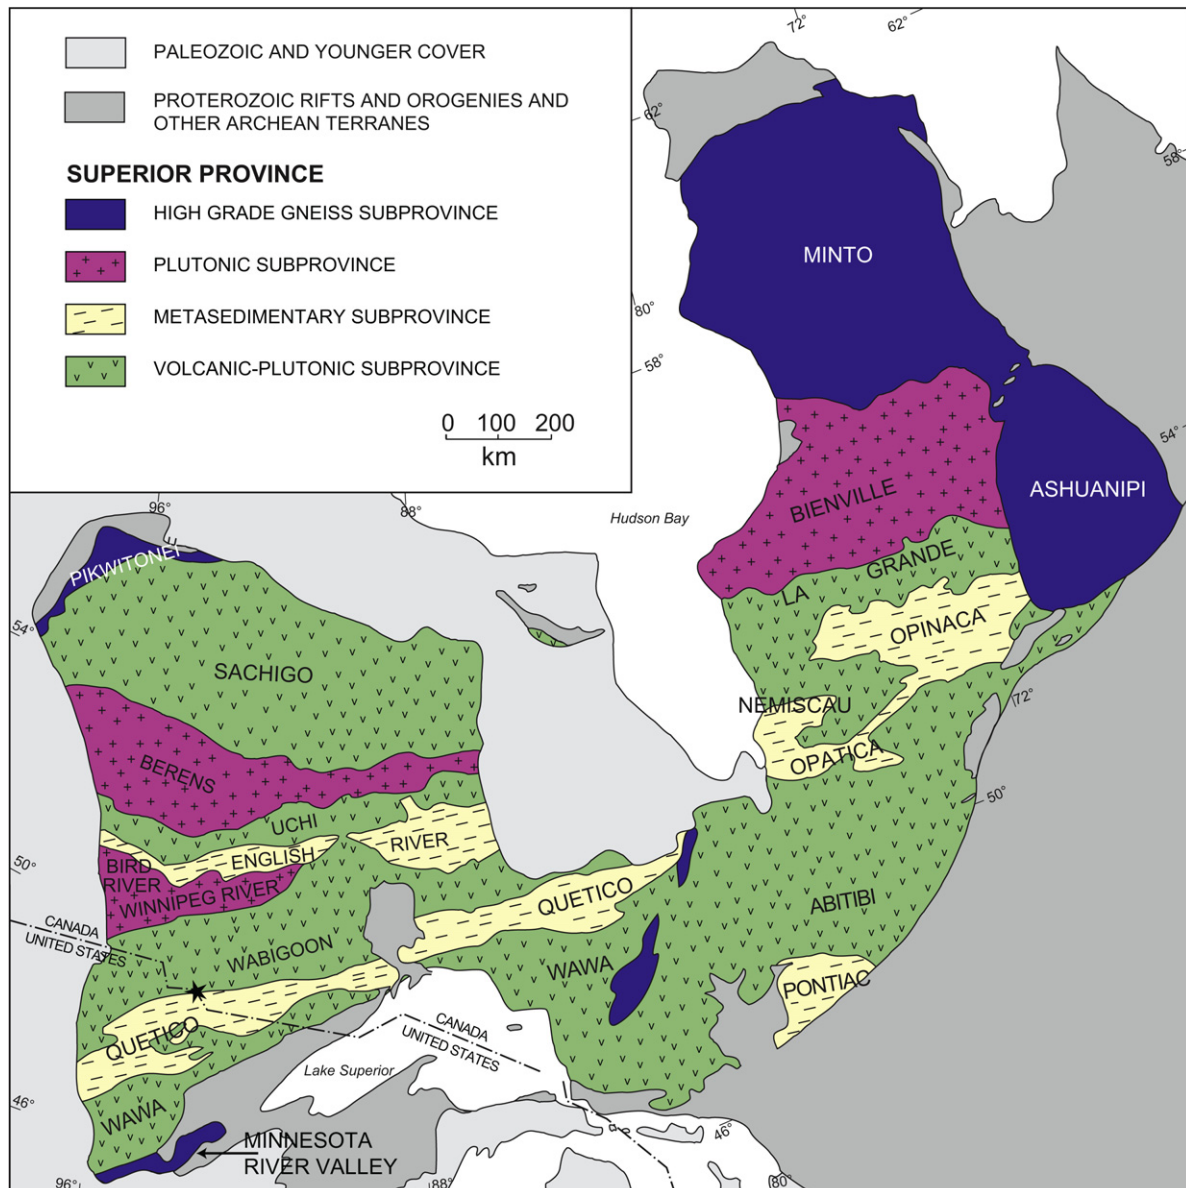 PALEOZOIC AND YOUNGER COVER
PROTEROZOIC RIFTS AND OROGENIES AND
OTHER ARCHEAN TERRANES
SUPERIOR PROVINCE
HIGH GRADE GNEISS SUBPROVINCE
PLUTONIC SUBPROVINCE
METASEDIMENTARY SUBPROVINCE
VOLCANIC-PLUTONIC SUBPROVINCE
0 100 200
km
72°
62°
62°
58°
MINTO
80°
58°
54°
BIENVILLE
ASHUANIPI
96°
88°
Hudson Bay
PIKWITONEI
LA GRANDE
54°
OPINACA
SACHIGO
NEMISCAU
72°
OPATICA
BERENS
50°
UCHI
RIVER
ENGLISH
50°
BIRD
RIVER
WINNIPEG RIVER
QUETICO
ABITIBI
CANADA
UNITED STATES
WABIGOON
WAWA
PONTIAC
QUETICO
CANADA
UNITED STATES
Lake Superior
46°
WAWA
46°
MINNESOTA
RIVER VALLEY
96°
88°
80°